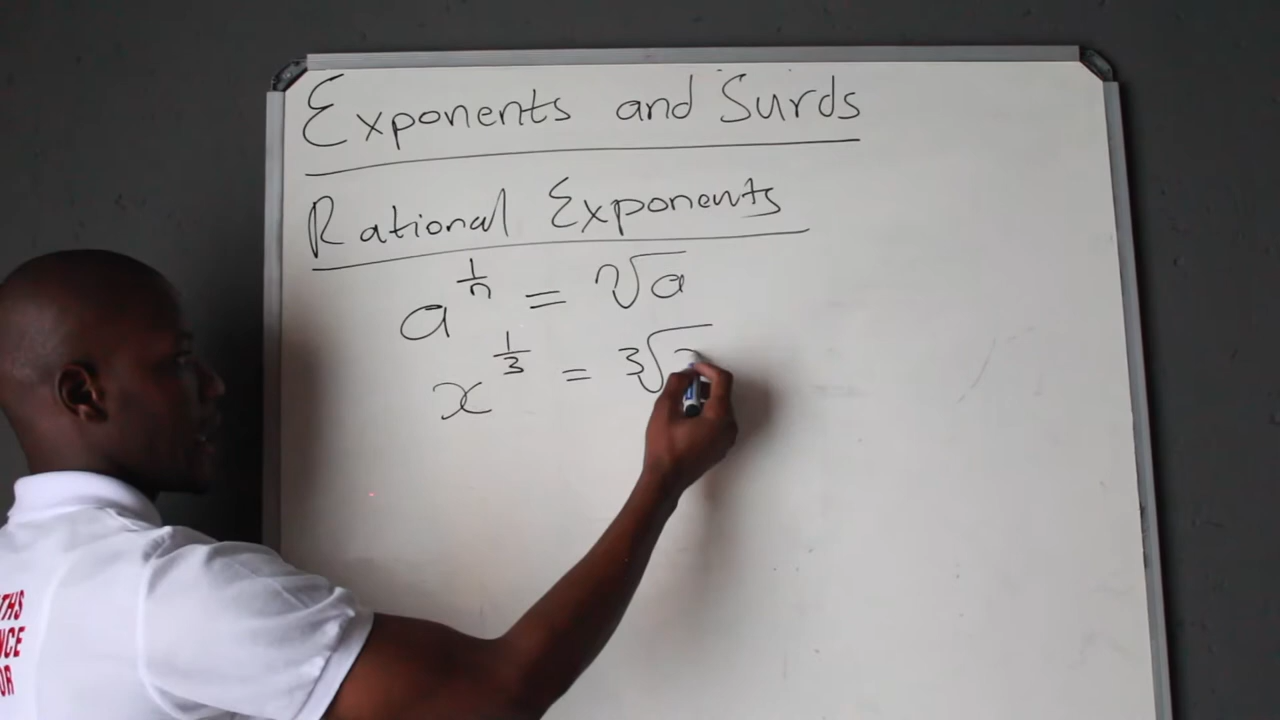 Exponents and Surds
Rational Exponents
a^(1/n) = ⁿ√a
x^(1/3) = ³√